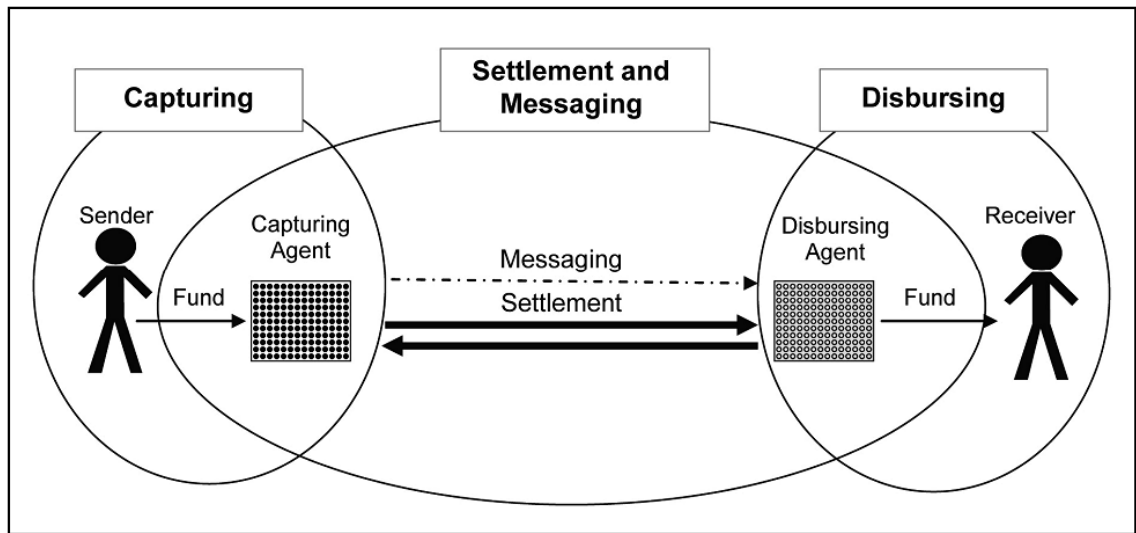 Capturing
Settlement and
Messaging
Disbursing
Sender
Capturing
Agent
Fund
Messaging
Settlement
Disbursing
Agent
Fund
Receiver